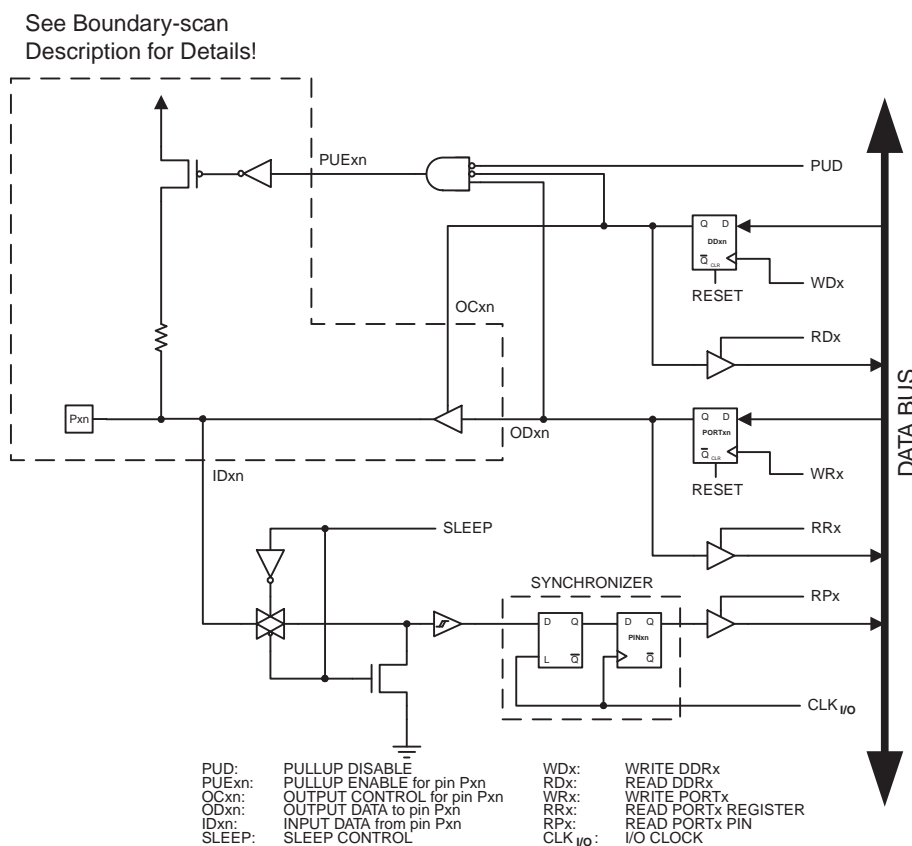 See Boundary-scan
Description for Details!
PUExn
PUD
Q D
DDxn
Q CLR
WDx
RESET
OCxn
RDx
Pxn
ODxn
Q D
PORTxn
Q CLR
IDxn
WRx
RESET
DATA BUS
SLEEP
RRx
SYNCHRONIZER
RPx
D Q
L Q
D Q
PINxn
Q
CLK I/O
PUD: PULLUP DISABLE
PUExn: PULLUP ENABLE for pin Pxn
OCxn: OUTPUT CONTROL for pin Pxn
ODxn: OUTPUT DATA to pin Pxn
IDxn: INPUT DATA from pin Pxn
SLEEP: SLEEP CONTROL
WDx: WRITE DDRx
RDx: READ DDRx
WRx: WRITE PORTx
RRx: READ PORTx REGISTER
RPx: READ PORTx PIN
CLK I/O: I/O CLOCK